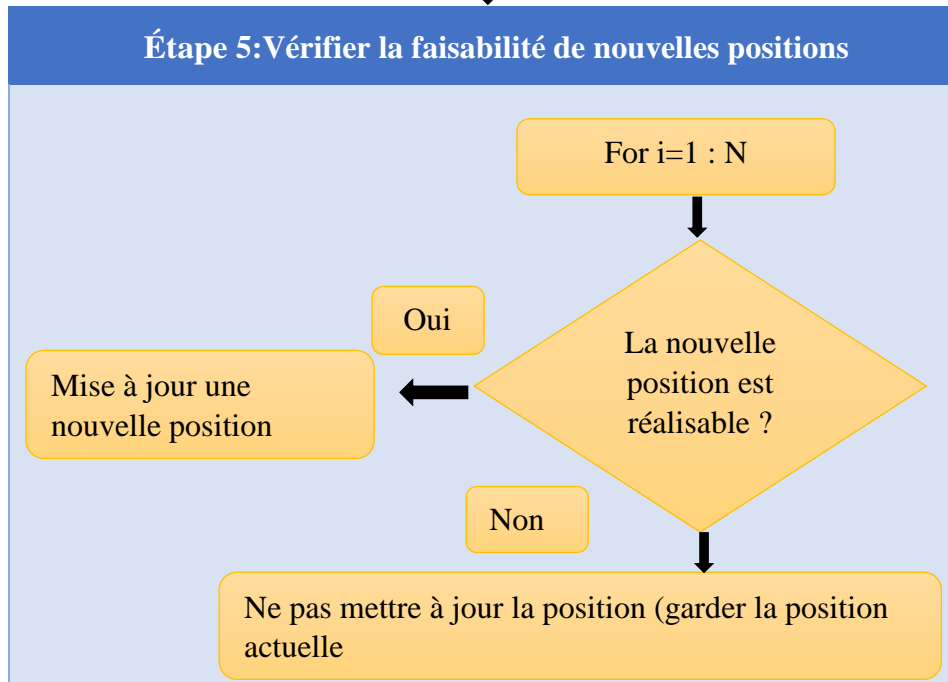 Étape 5:Vérifier la faisabilité de nouvelles positions
For i=1 : N
Oui
La nouvelle
position est
réalisable ?
Mise à jour une
nouvelle position
Non
Ne pas mettre à jour la position (garder la position
actuelle